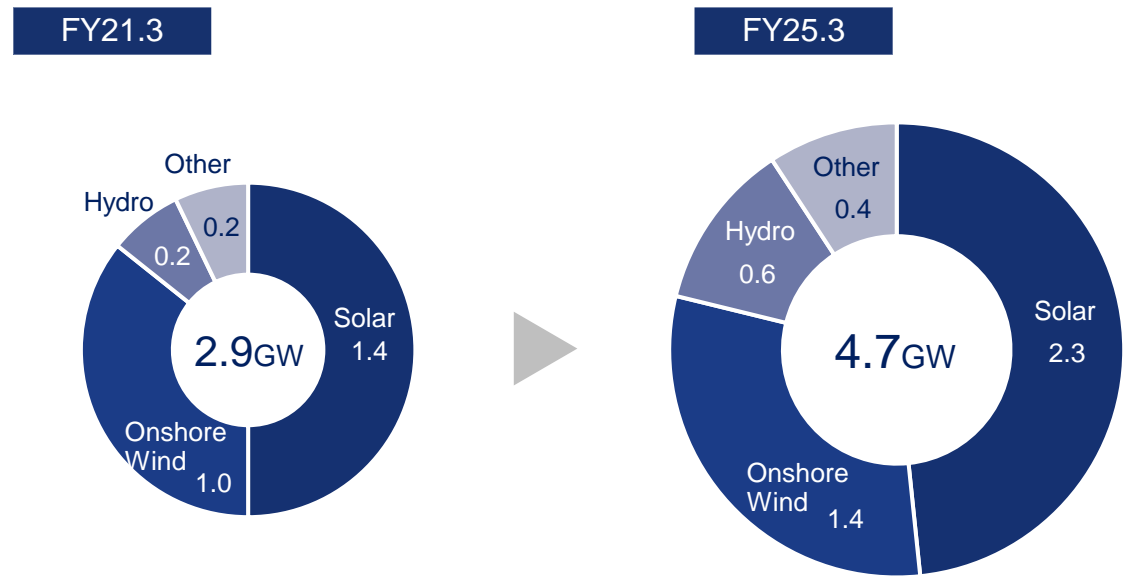 FY21.3
Other
Hydro
0.2
0.2
Solar
1.4
2.9GW
Onshore
Wind
1.0
FY25.3
Other
0.4
Hydro
0.6
Solar
2.3
4.7GW
Onshore
Wind
1.4